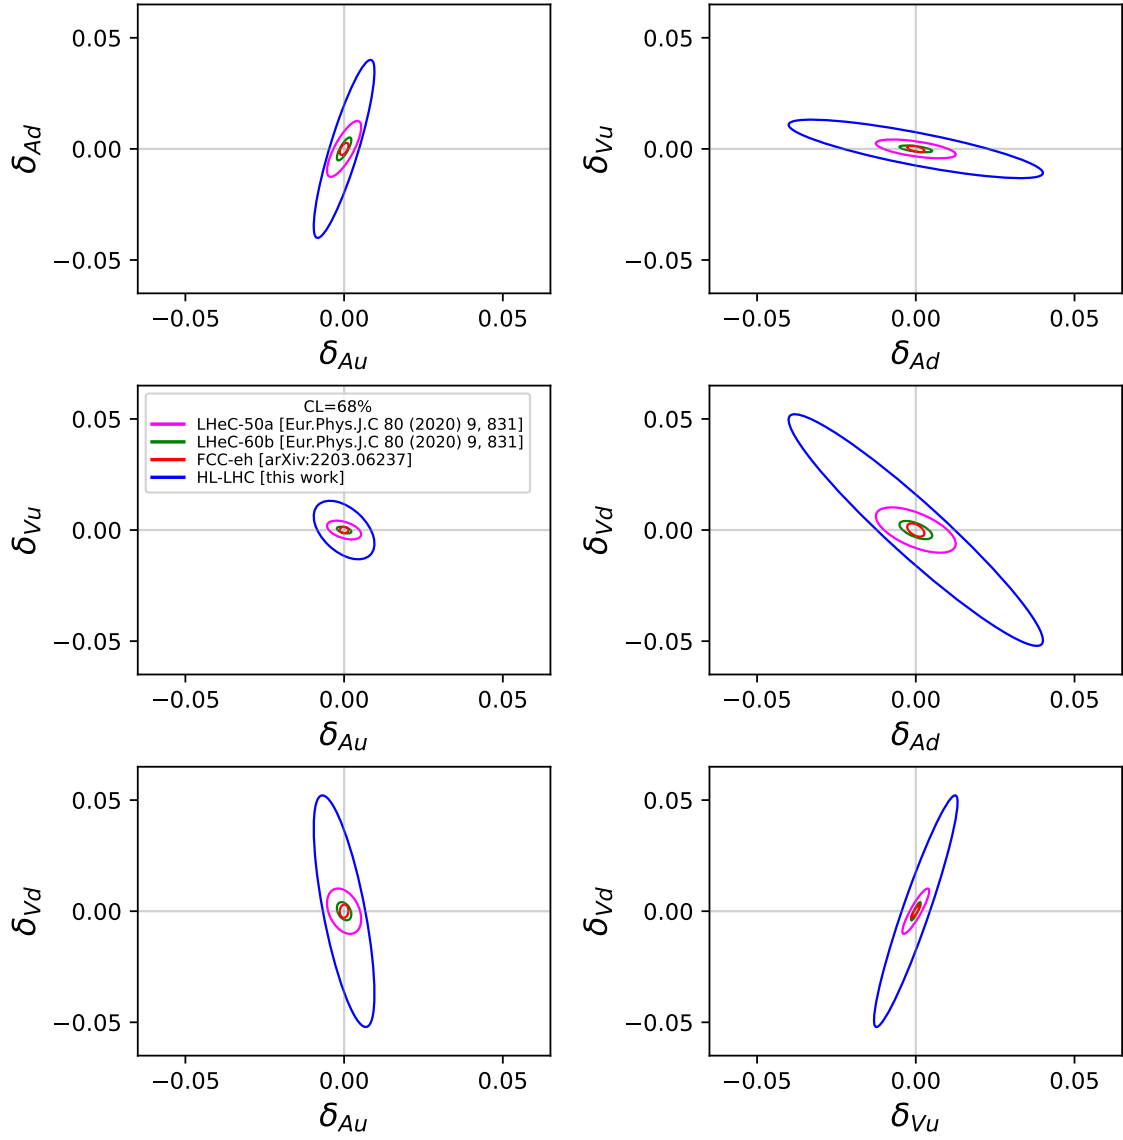 0.05
0.00
−0.05
δAd
−0.05 0.00 0.05
δAu
0.05
0.00
−0.05
δVu
−0.05 0.00 0.05
δAd
0.05
0.00
−0.05
δVu
CL=68%
LHeC-50a [Eur.Phys.J.C 80 (2020) 9, 831]
LHeC-60b [Eur.Phys.J.C 80 (2020) 9, 831]
FCC-eh [arXiv:2203.06237]
HL-LHC [this work]
−0.05 0.00 0.05
δAu
0.05
0.00
−0.05
δVd
−0.05 0.00 0.05
δAd
0.05
0.00
−0.05
δVd
−0.05 0.00 0.05
δAu
0.05
0.00
−0.05
δVd
−0.05 0.00 0.05
δVu